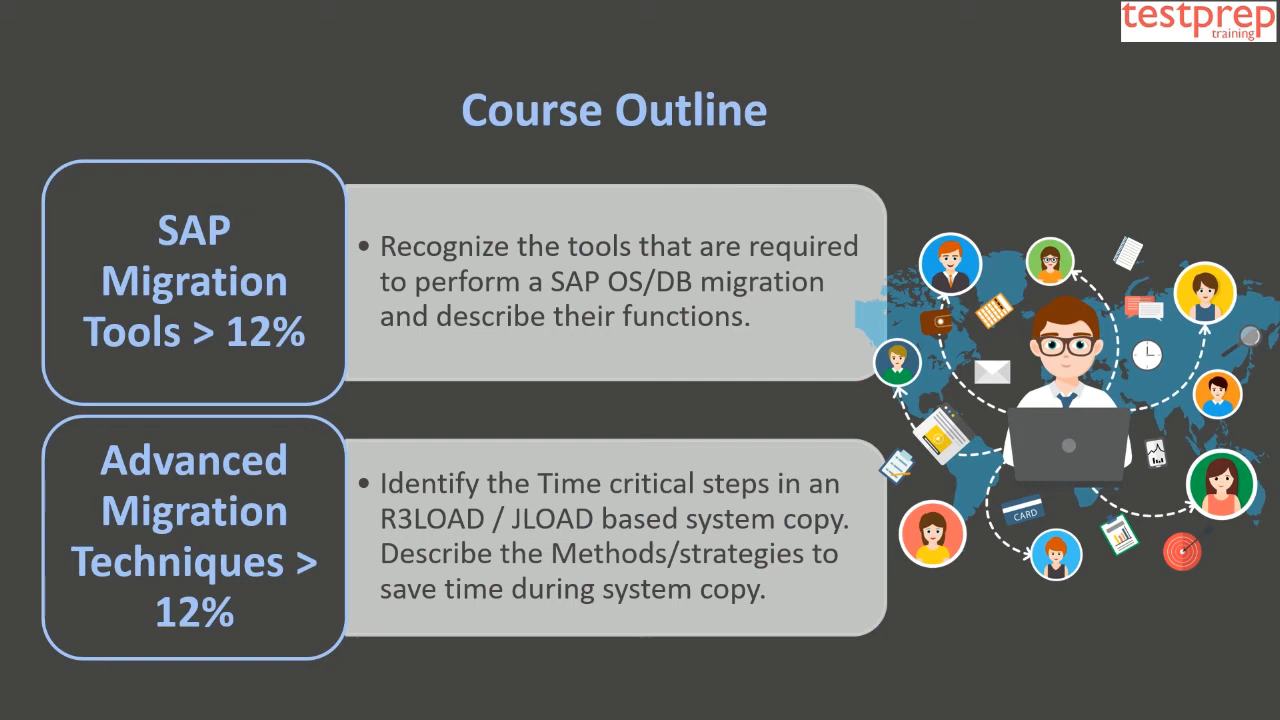 testprep
training
Course Outline
SAP
Migration
Tools > 12%
• Recognize the tools that are required
to perform a SAP OS/DB migration
and describe their functions.
Advanced
Migration
Techniques >
12%
• Identify the Time critical steps in an
R3LOAD / JLOAD based system copy.
Describe the Methods/strategies to
save time during system copy.
CARD